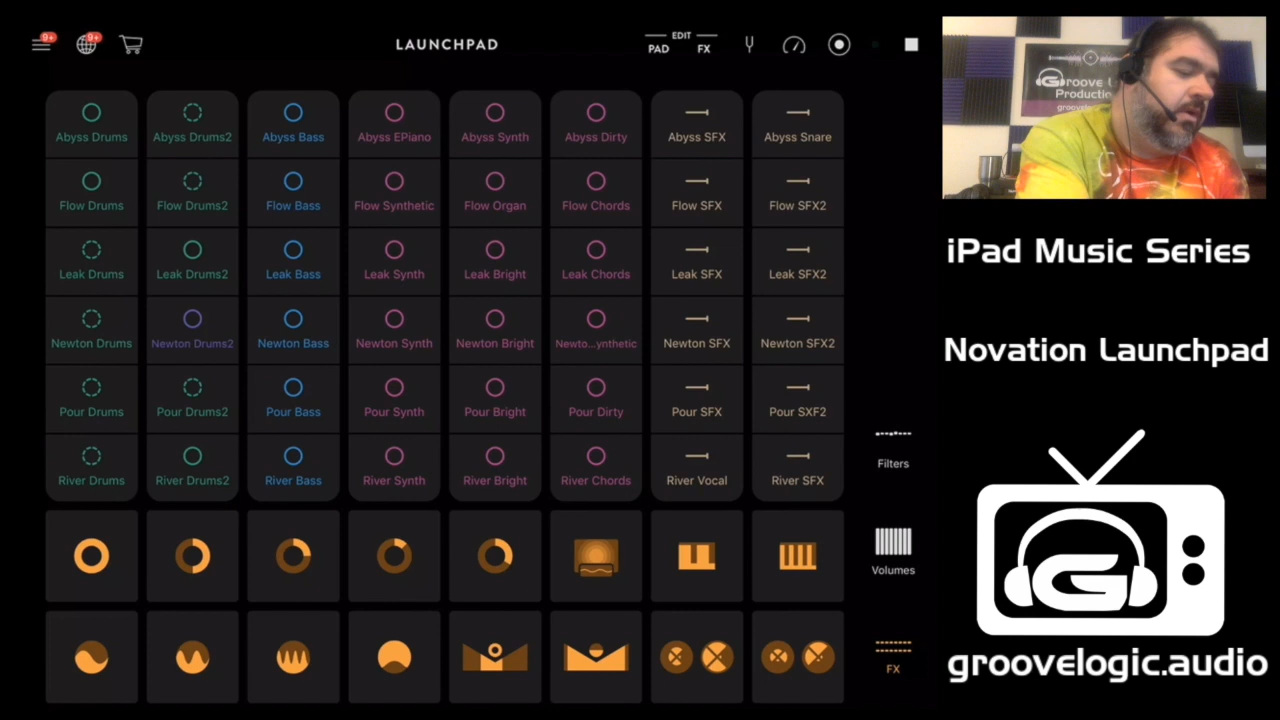 9+
9+
LAUNCHPAD
EDIT
PAD
FX
Abyss Drums
Abyss Drums2
Abyss Bass
Abyss EPiano
Abyss Synth
Abyss Dirty
Abyss SFX
Abyss Snare
Flow Drums
Flow Drums2
Flow Bass
Flow Synthetic
Flow Organ
Flow Chords
Flow SFX
Flow SFX2
Leak Drums
Leak Drums2
Leak Bass
Leak Synth
Leak Bright
Leak Chords
Leak SFX
Leak SFX2
Newton Drums
Newton Drums2
Newton Bass
Newton Synth
Newton Bright
Newto...ynthetic
Newton SFX
Newton SFX2
Pour Drums
Pour Drums2
Pour Bass
Pour Synth
Pour Bright
Pour Dirty
Pour SFX
Pour SXF2
River Drums
River Drums2
River Bass
River Synth
River Bright
River Chords
River Vocal
River SFX
Filters
Volumes
FX
Groove L
Producti
groovelog
iPad Music Series
Novation Launchpad
G
groovelogic.audio